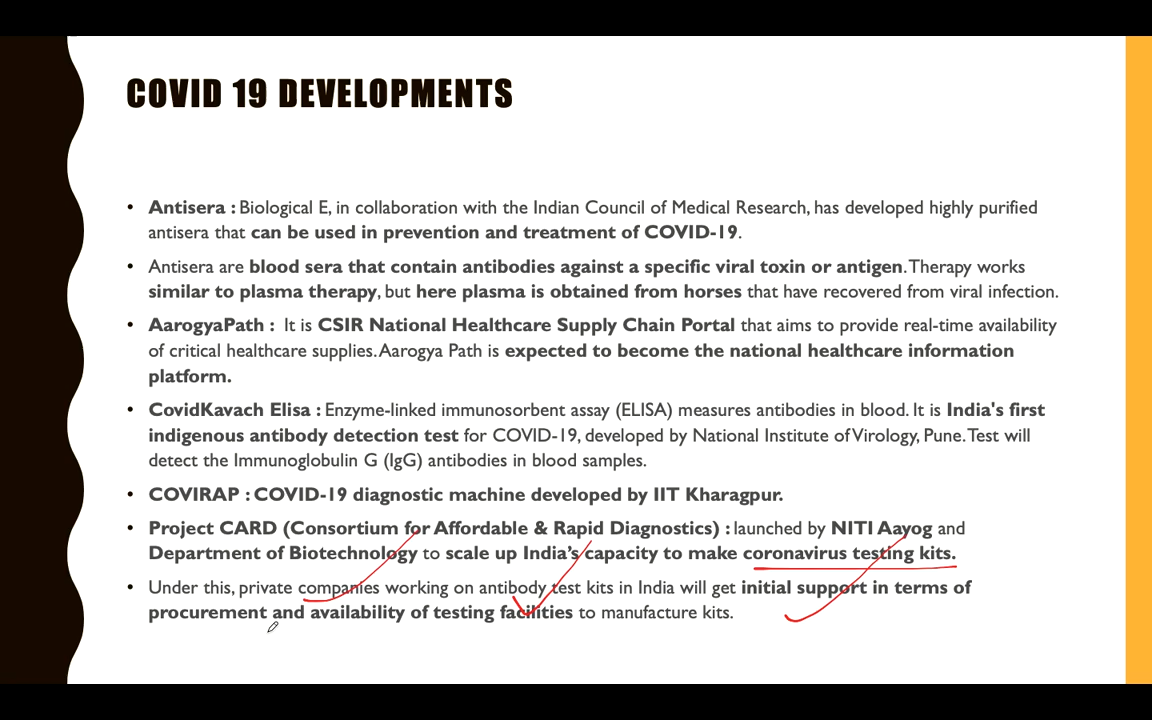 COVID 19 DEVELOPMENTS
• Antisera : Biological E, in collaboration with the Indian Council of Medical Research, has developed highly purified
antisera that can be used in prevention and treatment of COVID-19.
• Antisera are blood sera that contain antibodies against a specific viral toxin or antigen. Therapy works
similar to plasma therapy, but here plasma is obtained from horses that have recovered from viral infection.
• AarogyaPath : It is CSIR National Healthcare Supply Chain Portal that aims to provide real-time availability
of critical healthcare supplies. Aarogya Path is expected to become the national healthcare information
platform.
• CovidKavach Elisa : Enzyme-linked immunosorbent assay (ELISA) measures antibodies in blood. It is India's first
indigenous antibody detection test for COVID-19, developed by National Institute of Virology, Pune. Test will
detect the Immunoglobulin G (IgG) antibodies in blood samples.
• COVIRAP : COVID-19 diagnostic machine developed by IIT Kharagpur.
• Project CARD (Consortium for Affordable & Rapid Diagnostics) : launched by NITI Aayog and
Department of Biotechnology to scale up India’s capacity to make coronavirus testing kits.
• Under this, private companies working on antibody test kits in India will get initial support in terms of
procurement and availability of testing facilities to manufacture kits.